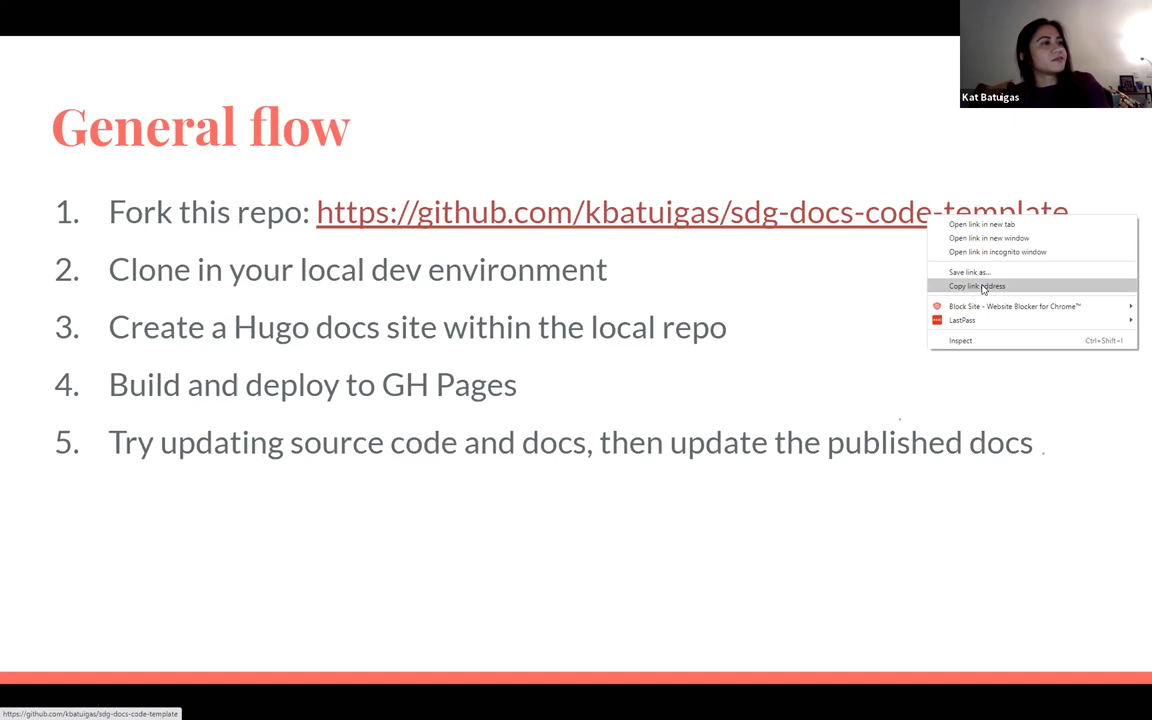 Kat Batuigas
General flow
1. Fork this repo: https://github.com/kbatuigas/sdg-docs-code-template
2. Clone in your local dev environment
3. Create a Hugo docs site within the local repo
4. Build and deploy to GH Pages
5. Try updating source code and docs, then update the published docs
Open link in new tab
Open link in new window
Open link in incognito window
Save link as...
Copy link address
Block Site - Website Blocker for Chrome™
LastPass
Inspect Ctrl+Shift+I
https://github.com/kbatuigas/sdg-docs-code-template